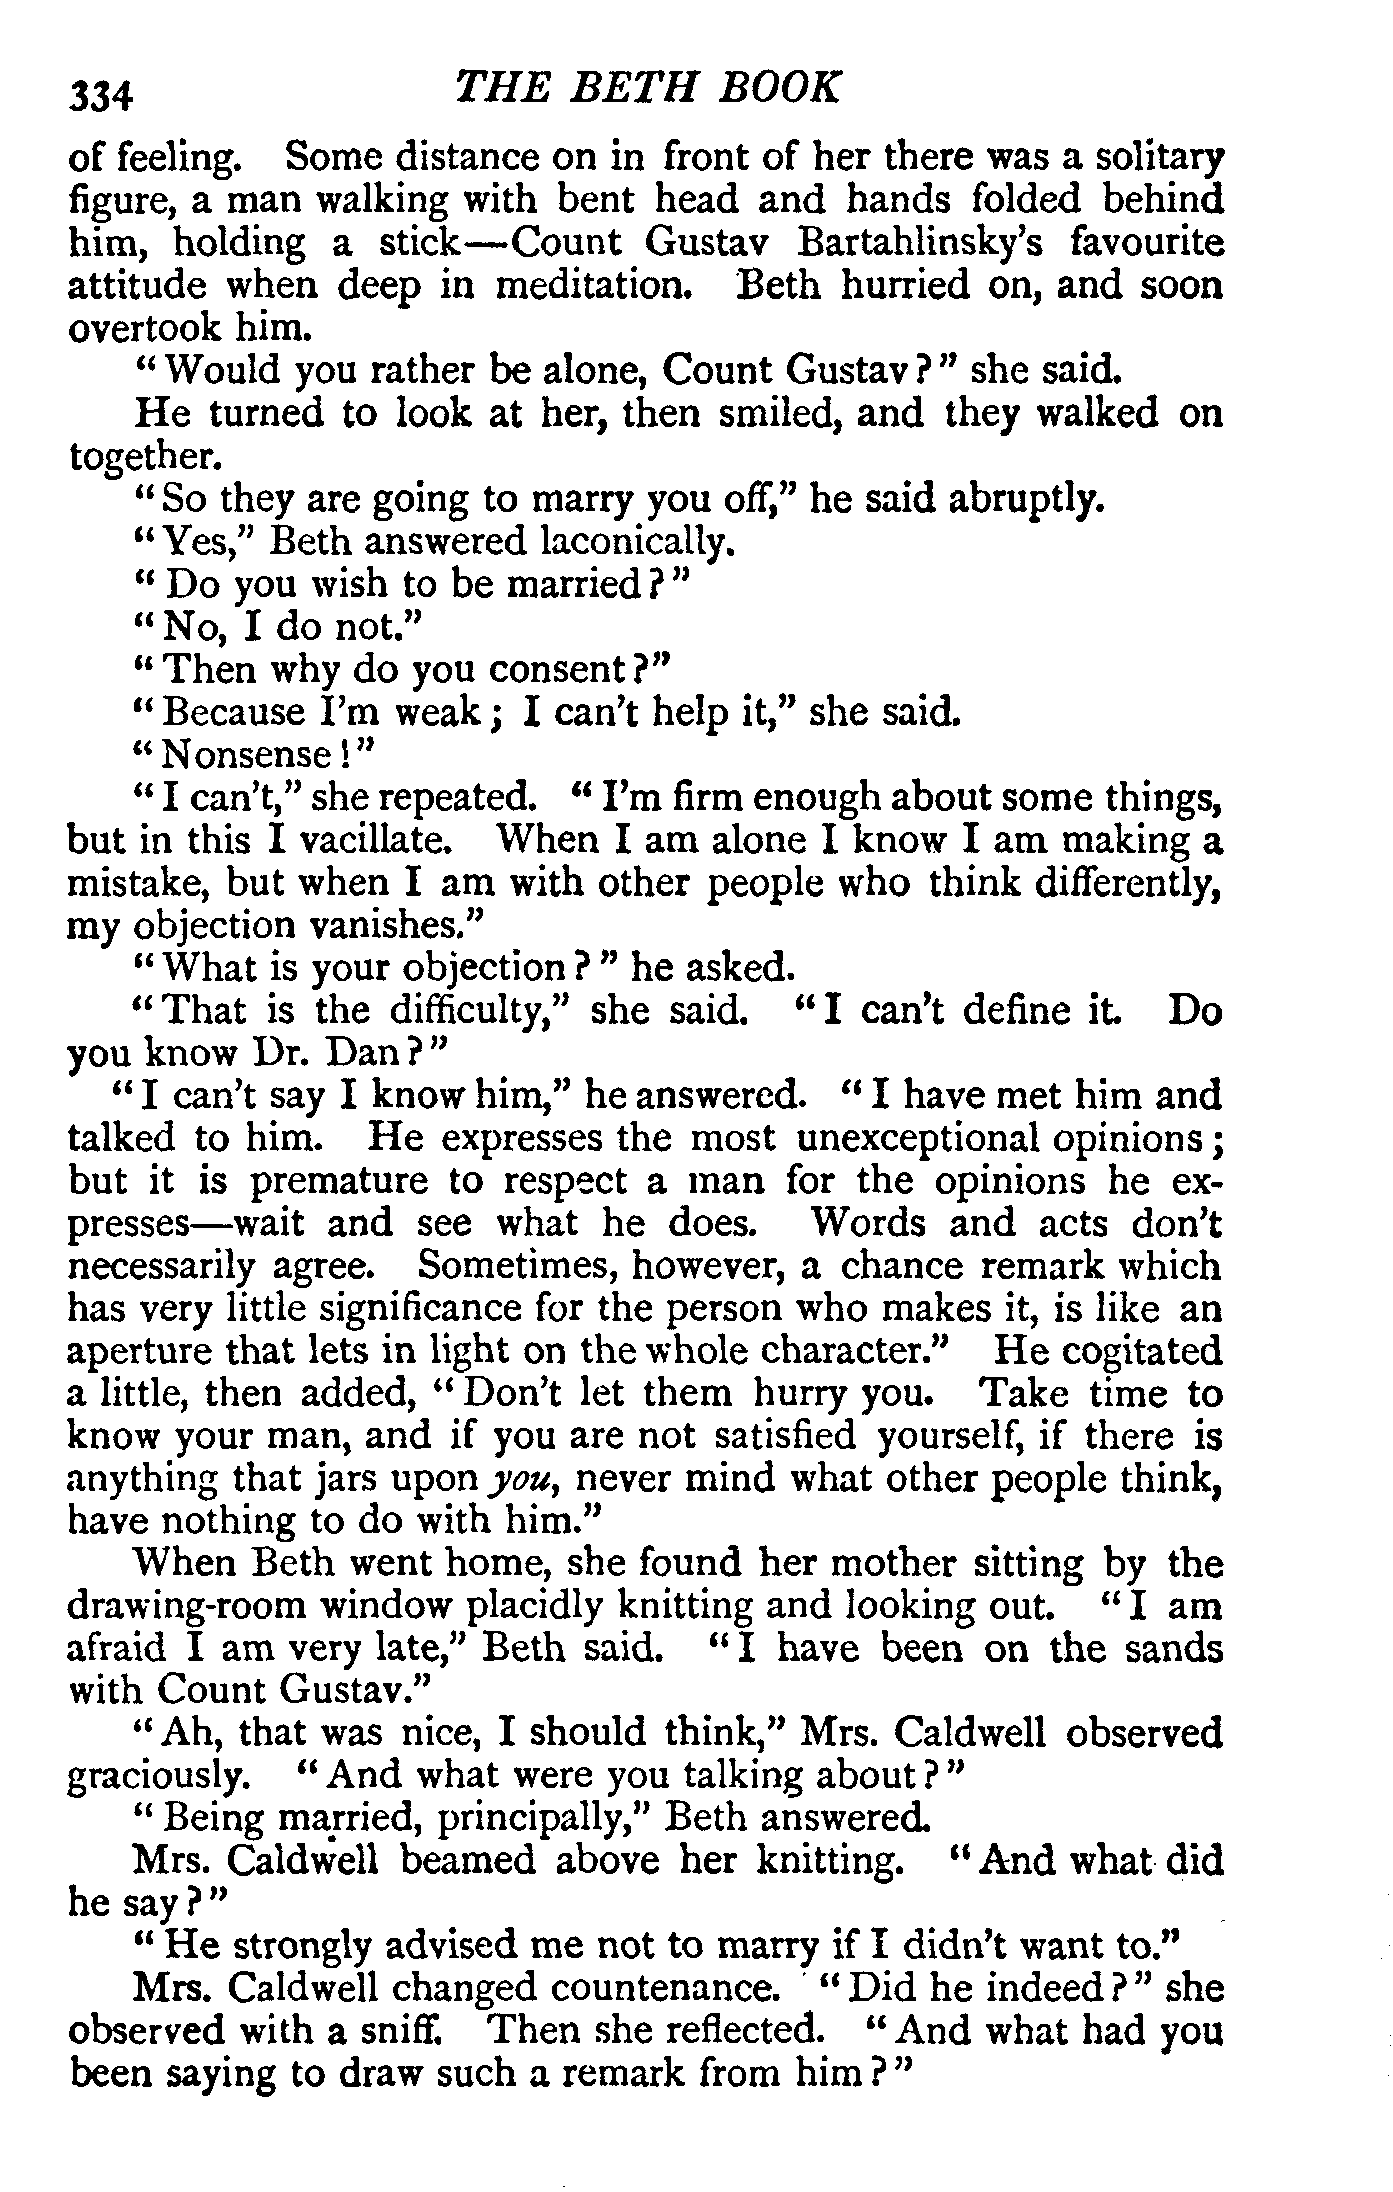 334 THE BETH BOOK
of feeling. Some distance on in front of her there was a solitary
figure, a man walking with bent head and hands folded behind
him, holding a stick—Count Gustav Bartahlinsky's favourite
attitude when deep in meditation. Beth hurried on, and soon
overtook him.
"Would you rather be alone, Count Gustav?" she said.
He turned to look at her, then smiled, and they walked on
together.
"So they are going to marry you off," he said abruptly.
"Yes," Beth answered laconically.
"Do you wish to be married?"
"No, I do not."
"Then why do you consent?"
"Because I'm weak; I can't help it," she said.
"Nonsense!"
"I can't," she repeated. "I'm firm enough about some things,
but in this I vacillate. When I am alone I know I am making a
mistake, but when I am with other people who think differently,
my objection vanishes."
"What is your objection?" he asked.
"That is the difficulty," she said. "I can't define it. Do
you know Dr. Dan?"
"I can't say I know him," he answered. "I have met him and
talked to him. He expresses the most unexceptional opinions;
but it is premature to respect a man for the opinions he ex-
presses—wait and see what he does. Words and acts don't
necessarily agree. Sometimes, however, a chance remark which
has very little significance for the person who makes it, is like an
aperture that lets in light on the whole character." He cogitated
a little, then added, "Don't let them hurry you. Take time to
know your man, and if you are not satisfied yourself, if there is
anything that jars upon you, never mind what other people think,
have nothing to do with him."
When Beth went home, she found her mother sitting by the
drawing-room window placidly knitting and looking out. "I am
afraid I am very late," Beth said. "I have been on the sands
with Count Gustav."
"Ah, that was nice, I should think," Mrs. Caldwell observed
graciously. "And what were you talking about?"
"Being married, principally," Beth answered.
Mrs. Caldwell beamed above her knitting. "And what did
he say?"
"He strongly advised me not to marry if I didn't want to."
Mrs. Caldwell changed countenance. "Did he indeed?" she
observed with a sniff. Then she reflected. "And what had you
been saying to draw such a remark from him?"